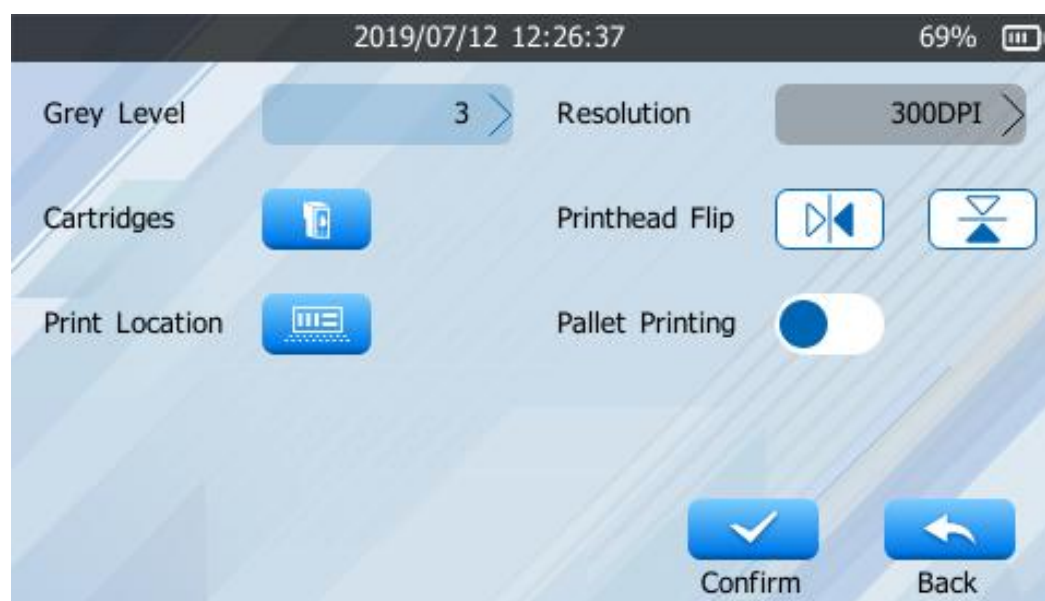 2019/07/12 12:26:37 69%
Grey Level 3 Resolution 300DPI
Cartridges Printhead Flip
Print Location Pallet Printing
Confirm Back